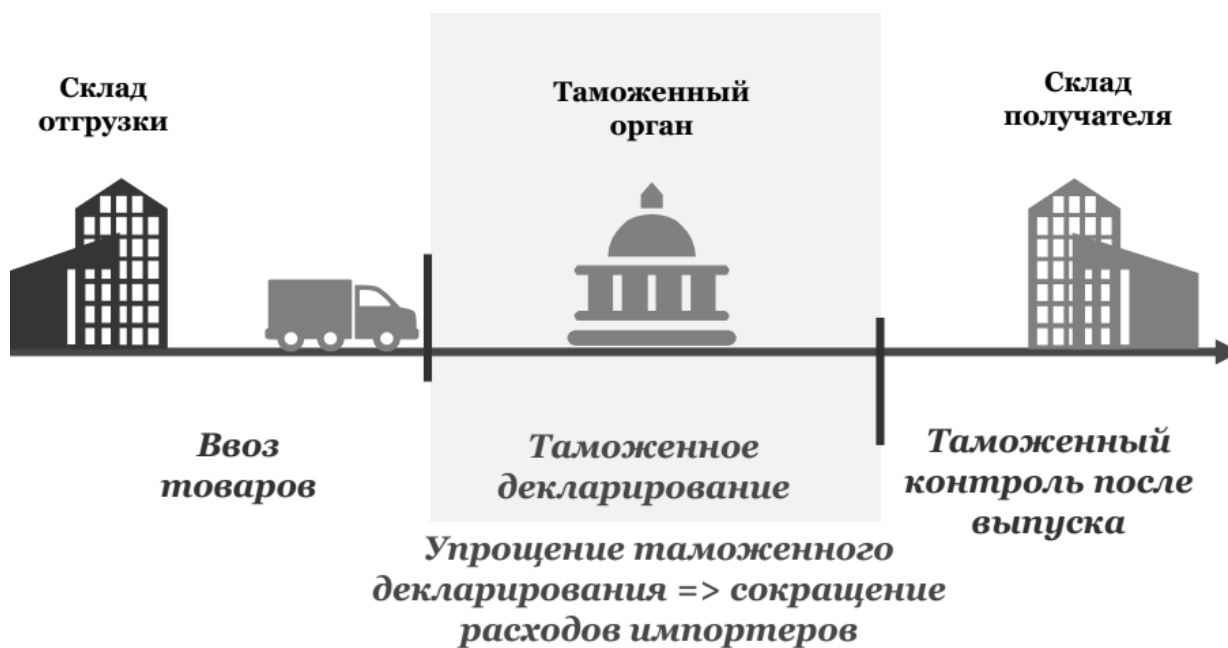 Склад
отгрузки
Таможенный
орган
Склад
получателя
Ввоз
товаров
Таможенное
декларирование
Таможенный
контроль после
выпуска
Упрощение таможенного
декларирования => сокращение
расходов импортеров